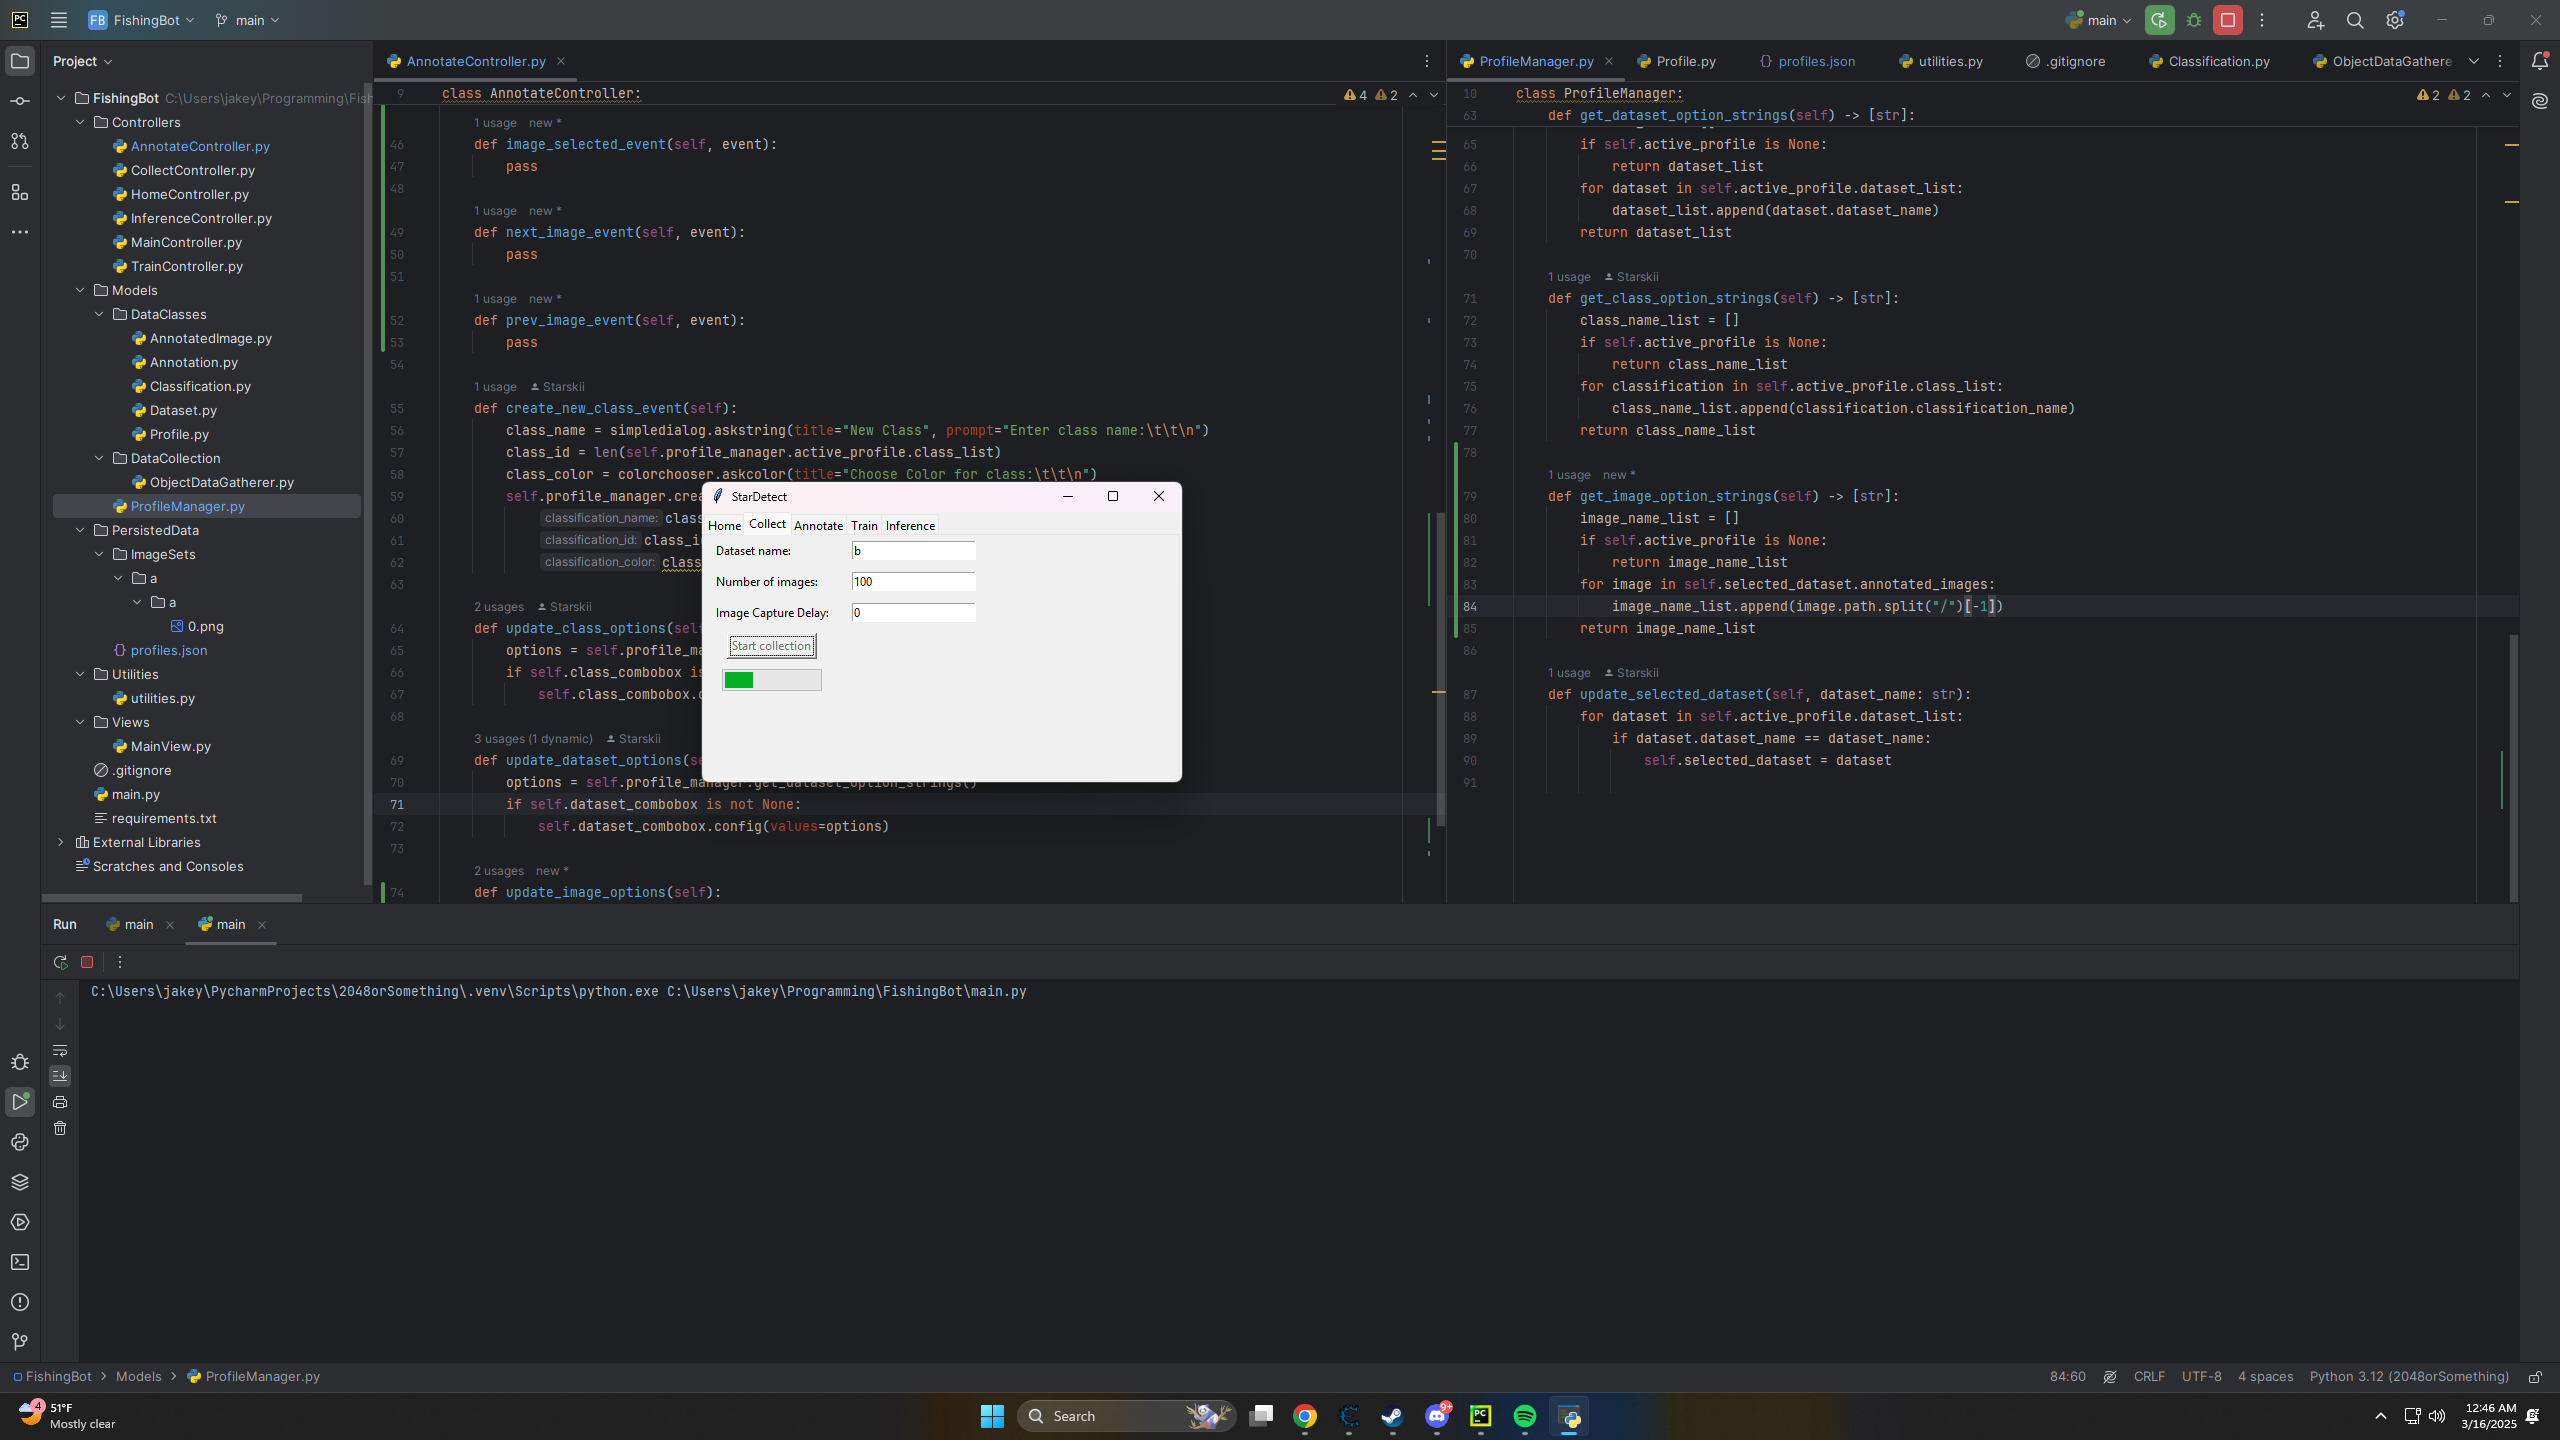 FB FishingBot main main
Project
FishingBot C:\Users\jakey\Programming\Fish
Controllers
AnnotateController.py
CollectController.py
HomeController.py
InferenceController.py
MainController.py
TrainController.py
Models
DataClasses
AnnotatedImage.py
Annotation.py
Classification.py
Dataset.py
Profile.py
DataCollection
ObjectDataGatherer.py
ProfileManager.py
PersistedData
ImageSets
a
a
0.png
profiles.json
Utilities
utilities.py
Views
MainView.py
.gitignore
main.py
requirements.txt
External Libraries
Scratches and Consoles
AnnotateController.py
9 class AnnotateController: 4 2
1 usage new *
46 def image_selected_event(self, event):
47 pass
48
1 usage new *
49 def next_image_event(self, event):
50 pass
51
1 usage new *
52 def prev_image_event(self, event):
53 pass
54
1 usage Starskii
55 def create_new_class_event(self):
56 class_name = simpledialog.askstring(title="New Class", prompt="Enter class name:\t\t\n")
57 class_id = len(self.profile_manager.active_profile.class_list)
58 class_color = colorchooser.askcolor(title="Choose Color for class:\t\t\n")
59 self.profile_manager.crea
60 classification_name: class
61 classification_id: class_i
62 classification_color: class
63
2 usages Starskii
64 def update_class_options(self
65 options = self.profile_ma
66 if self.class_combobox is
67 self.class_combobox.c
68
3 usages (1 dynamic) Starskii
69 def update_dataset_options(se
70 options = self.profile_manager.get_dataset_option_strings()
71 if self.dataset_combobox is not None:
72 self.dataset_combobox.config(values=options)
73
2 usages new *
74 def update_image_options(self):
StarDetect
Home Collect Annotate Train Inference
Dataset name: b
Number of images: 100
Image Capture Delay: 0
Start collection
ProfileManager.py Profile.py profiles.json utilities.py .gitignore Classification.py ObjectDataGathere
10 class ProfileManager: 2 2
63 def get_dataset_option_strings(self) -> [str]:
65 if self.active_profile is None:
66 return dataset_list
67 for dataset in self.active_profile.dataset_list:
68 dataset_list.append(dataset.dataset_name)
69 return dataset_list
70
1 usage Starskii
71 def get_class_option_strings(self) -> [str]:
72 class_name_list = []
73 if self.active_profile is None:
74 return class_name_list
75 for classification in self.active_profile.class_list:
76 class_name_list.append(classification.classification_name)
77 return class_name_list
78
1 usage new *
79 def get_image_option_strings(self) -> [str]:
80 image_name_list = []
81 if self.active_profile is None:
82 return image_name_list
83 for image in self.selected_dataset.annotated_images:
84 image_name_list.append(image.path.split("/")[-1])
85 return image_name_list
86
1 usage Starskii
87 def update_selected_dataset(self, dataset_name: str):
88 for dataset in self.active_profile.dataset_list:
89 if dataset.dataset_name == dataset_name:
90 self.selected_dataset = dataset
91
Run main main
C:\Users\jakey\PycharmProjects\2048orSomething\.venv\Scripts\python.exe C:\Users\jakey\Programming\FishingBot\main.py
FishingBot > Models > ProfileManager.py 84:60 CRLF UTF-8 4 spaces Python 3.12 (2048orSomething)
4 51°F
Mostly clear
Search
9+
PC
12:46 AM
3/16/2025